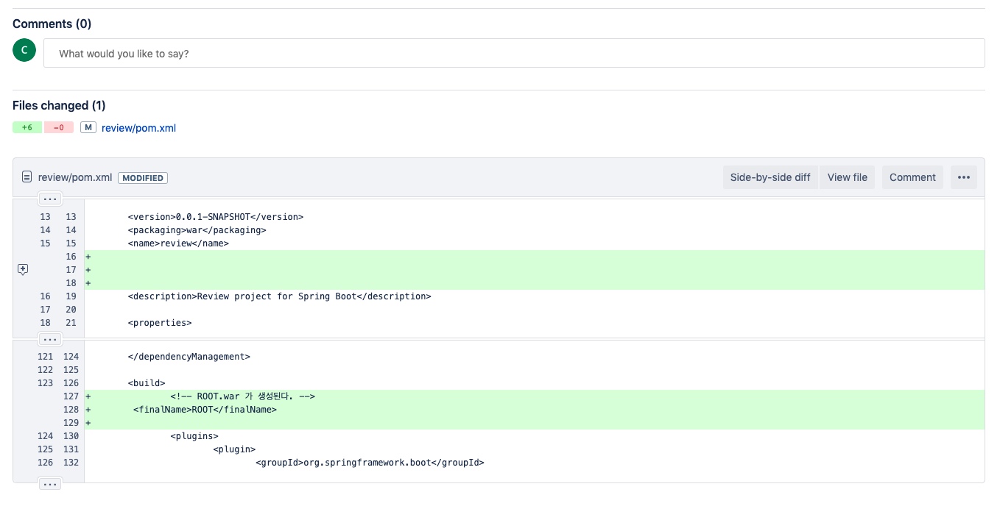 Comments (0)
C
What would you like to say?
Files changed (1)
+6 −0 M review/pom.xml
review/pom.xml MODIFIED Side-by-side diff View file Comment •••
...
13 13 <version>0.0.1-SNAPSHOT</version>
14 14 <packaging>war</packaging>
15 15 <name>review</name>
16 +
17 +
18 +
16 19 <description>Review project for Spring Boot</description>
17 20
18 21 <properties>
...
121 124 </dependencyManagement>
122 125
123 126 <build>
127 + <!-- ROOT.war 가 생성된다. -->
128 + <finalName>ROOT</finalName>
129 +
124 130 <plugins>
125 131 <plugin>
126 132 <groupId>org.springframework.boot</groupId>
...